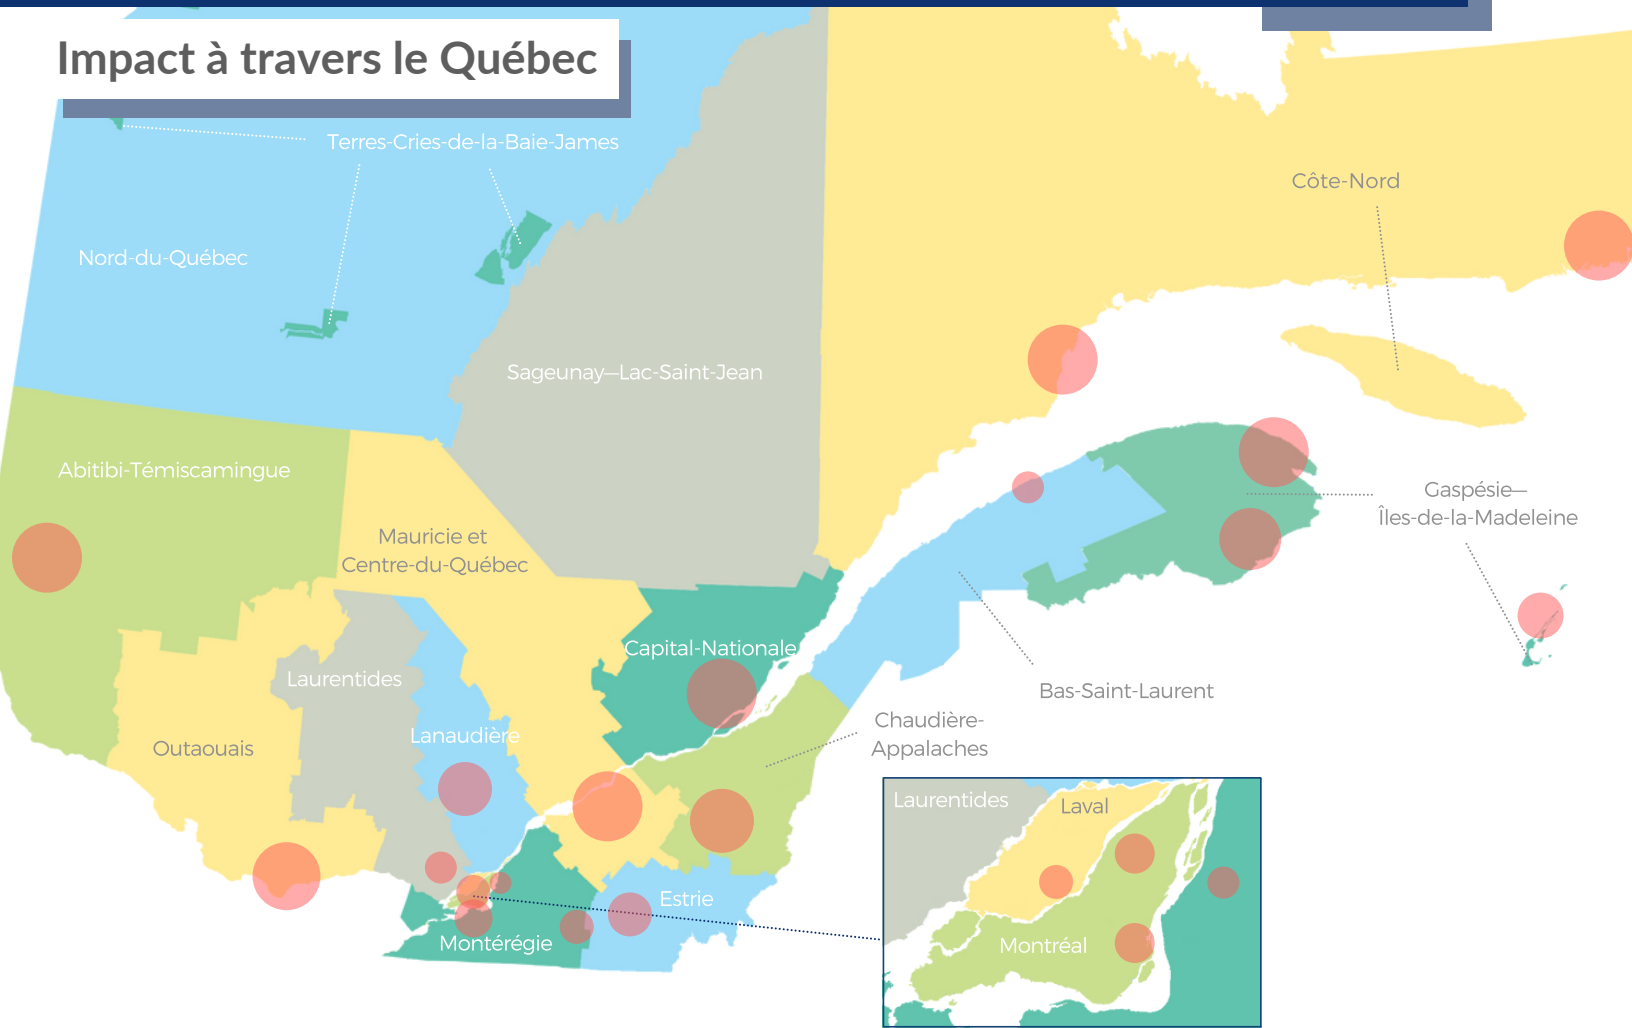 Impact à travers le Québec
Terres-Cries-de-la-Baie-James
Côte-Nord
Nord-du-Québec
Sageunay—Lac-Saint-Jean
Abitibi-Témiscamingue
Gaspésie—
Îles-de-la-Madeleine
Mauricie et
Centre-du-Québec
Capital-Nationale
Laurentides
Bas-Saint-Laurent
Chaudière-
Appalaches
Lanaudière
Outaouais
Laurentides
Laval
Estrie
Montérégie
Montréal